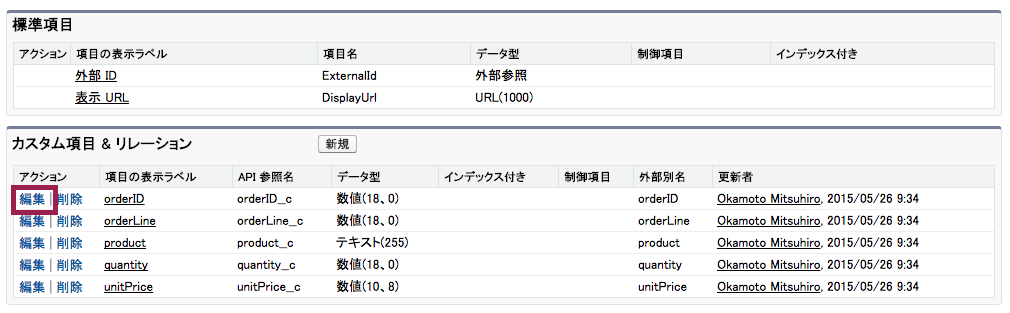 標準項目
アクション 項目の表示ラベル 項目名 データ型 制御項目 インデックス付き
外部 ID ExternalId 外部参照
表示 URL DisplayUrl URL(1000)
カスタム項目 & リレーション 新規
アクション 項目の表示ラベル API 参照名 データ型 インデックス付き 制御項目 外部別名 更新者
編集 | 削除 orderID orderID_c 数値(18、0) orderID Okamoto Mitsuhiro, 2015/05/26 9:34
編集 | 削除 orderLine orderLine_c 数値(18、0) orderLine Okamoto Mitsuhiro, 2015/05/26 9:34
編集 | 削除 product product_c テキスト(255) product Okamoto Mitsuhiro, 2015/05/26 9:34
編集 | 削除 quantity quantity_c 数値(18、0) quantity Okamoto Mitsuhiro, 2015/05/26 9:34
編集 | 削除 unitPrice unitPrice_c 数値(10、8) unitPrice Okamoto Mitsuhiro, 2015/05/26 9:34